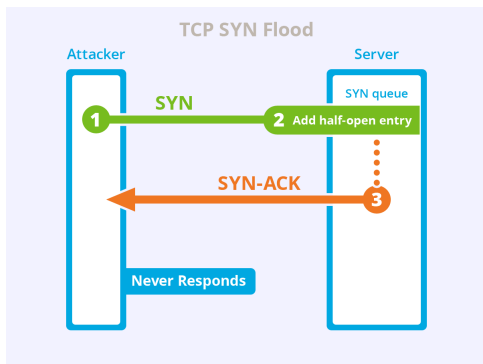 TCP SYN Flood
Attacker
Server
SYN queue
SYN
1
2 Add half-open entry
SYN-ACK
3
Never Responds